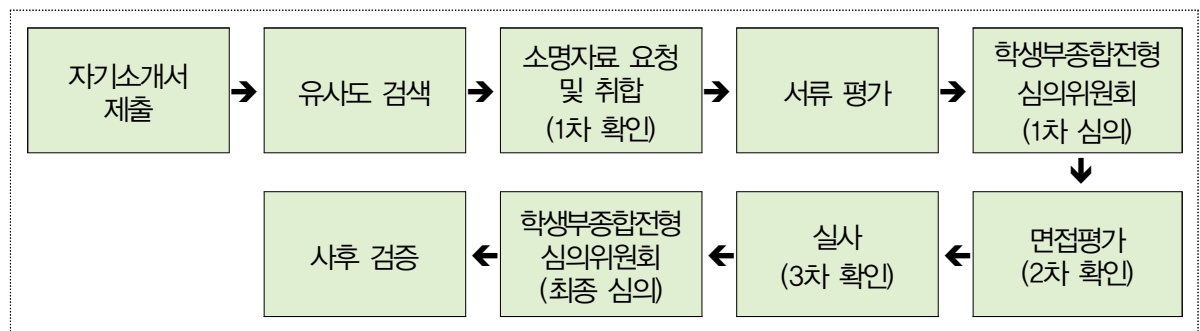 자기소개서
제출
유사도 검색
소명자료 요청
및 취합
(1차 확인)
서류 평가
학생부종합전형
심의위원회
(1차 심의)
면접평가
(2차 확인)
실사
(3차 확인)
학생부종합전형
심의위원회
(최종 심의)
사후 검증